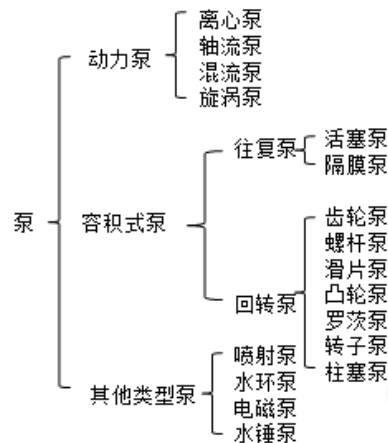 泵
动力泵
离心泵
轴流泵
混流泵
旋涡泵
容积式泵
往复泵
活塞泵
隔膜泵
回转泵
齿轮泵
螺杆泵
滑片泵
凸轮泵
罗茨泵
转子泵
柱塞泵
其他类型泵
喷射泵
水环泵
电磁泵
水锤泵